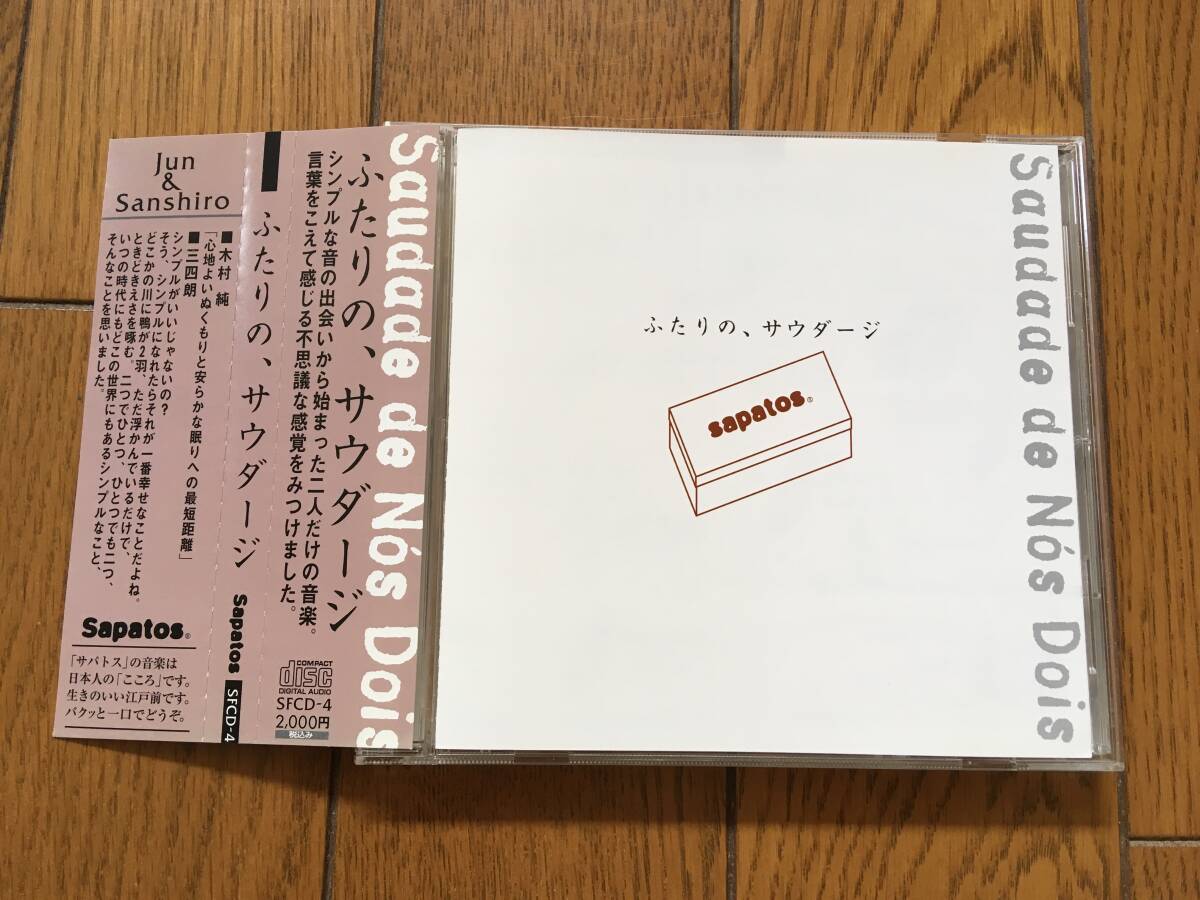 Jun
&
Sanshiro
■木村 純
「心地よいぬくもりと安らかな眠りへの最短距離」
■三四朗
シンプルがいいじゃないの？
そう、シンプルになれたらそれが一番幸せなことだよね。
どこかの川に鴨が2羽、ただ浮かんでいるだけで、
ときどきえさを啄む。二つでひとつ、ひとつでも二つ、
いつの時代にもどこの世界にもあるシンプルなこと、
そんなことを思いました。
Sapatos®
「サパトス」の音楽は
日本人の「こころ」です。
生きのいい江戸前です。
パクッと一口でどうぞ。
ふたりの、サウダージ
Sapatos
SFCD-4
Saudade de Nós Dois
ふたりの、サウダージ
シンプルな音の出会いから始まった二人だけの音楽。
言葉をこえて感じる不思議な感覚をみつけました。
COMPACT
disc
DIGITAL AUDIO
SFCD-4
2,000円
税込み
ふたりの、サウダージ
sapatos®
Saudade de Nós Dois